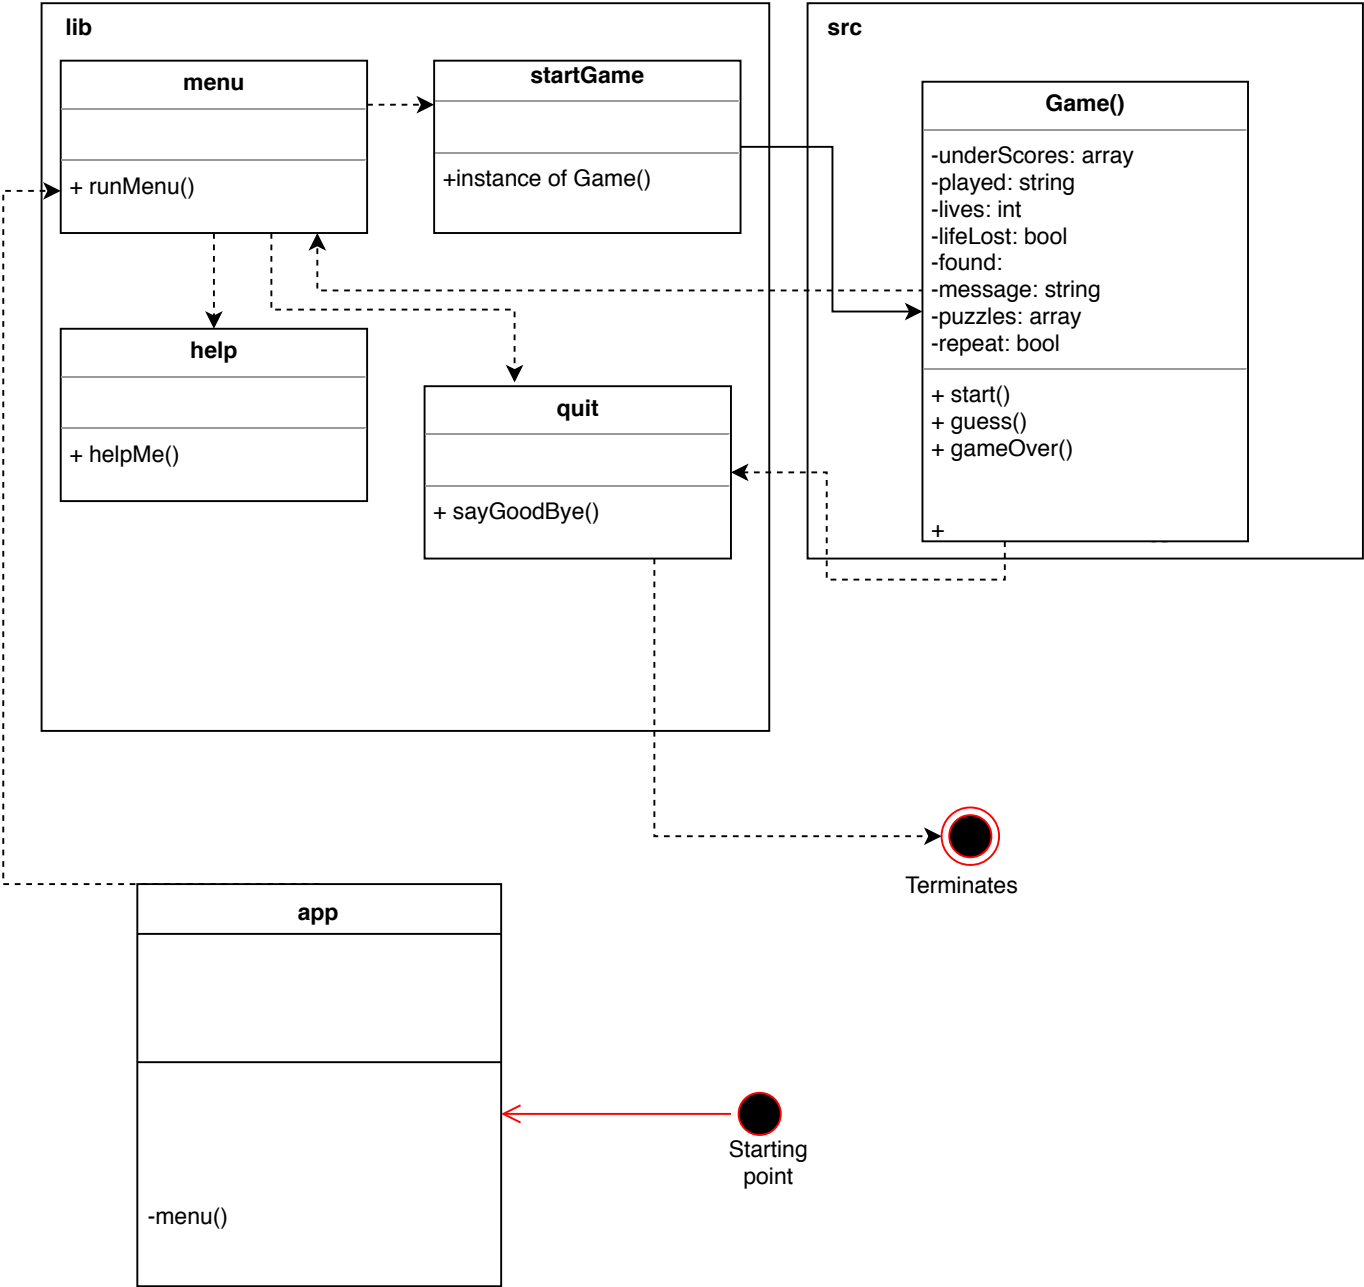 lib
menu
+ runMenu()
startGame
+instance of Game()
help
+ helpMe()
quit
+ sayGoodBye()
src
Game()
-underScores: array
-played: string
-lives: int
-lifeLost: bool
-found:
-message: string
-puzzles: array
-repeat: bool
+ start()
+ guess()
+ gameOver()
+
Terminates
app
-menu()
Starting
point